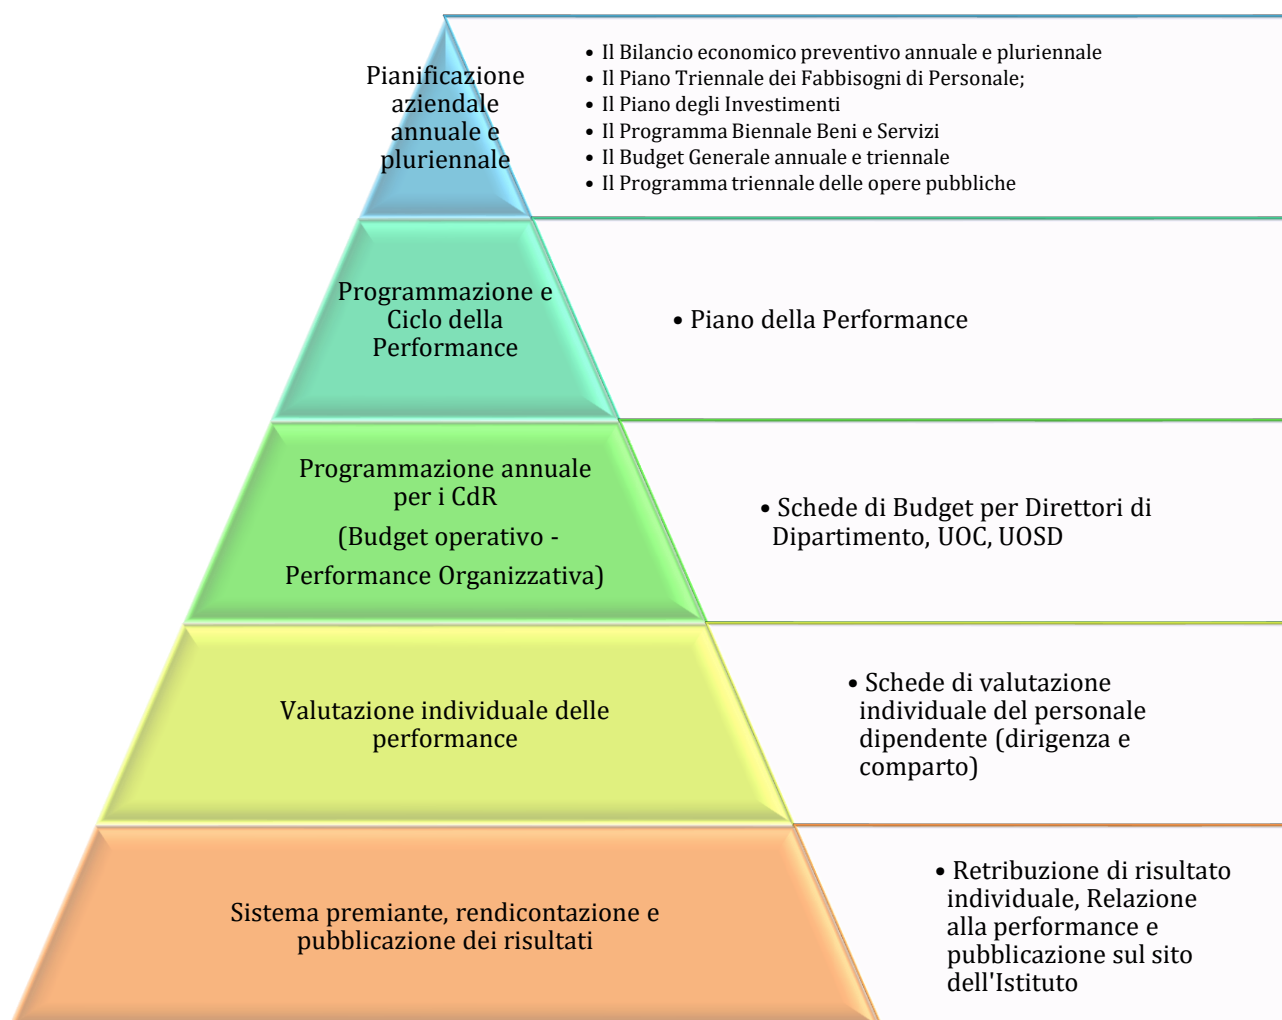 Pianificazione
aziendale
annuale e
pluriennale
• Il Bilancio economico preventivo annuale e pluriennale
• Il Piano Triennale dei Fabbisogni di Personale;
• Il Piano degli Investimenti
• Il Programma Biennale Beni e Servizi
• Il Budget Generale annuale e triennale
• Il Programma triennale delle opere pubbliche
Programmazione e
Ciclo della
Performance
• Piano della Performance
Programmazione annuale
per i CdR
(Budget operativo -
Performance Organizzativa)
• Schede di Budget per Direttori di
Dipartimento, UOC, UOSD
Valutazione individuale delle
performance
• Schede di valutazione
individuale del personale
dipendente (dirigenza e
comparto)
Sistema premiante, rendicontazione e
pubblicazione dei risultati
• Retribuzione di risultato
individuale, Relazione
alla performance e
pubblicazione sul sito
dell'Istituto